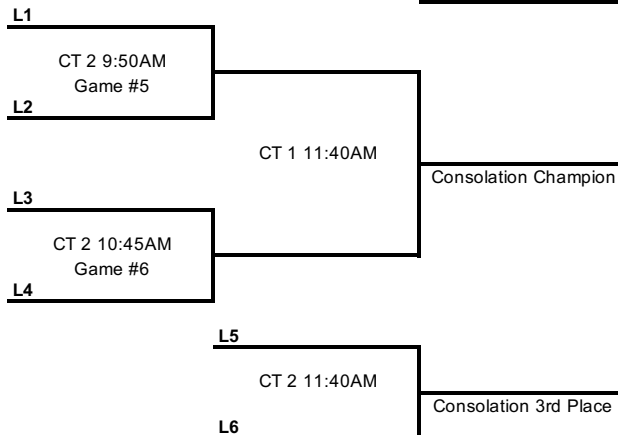 L1
CT 2 9:50AM
Game #5
L2
CT 1 11:40AM
Consolation Champion
L3
CT 2 10:45AM
Game #6
L4
L5
CT 2 11:40AM
Consolation 3rd Place
L6